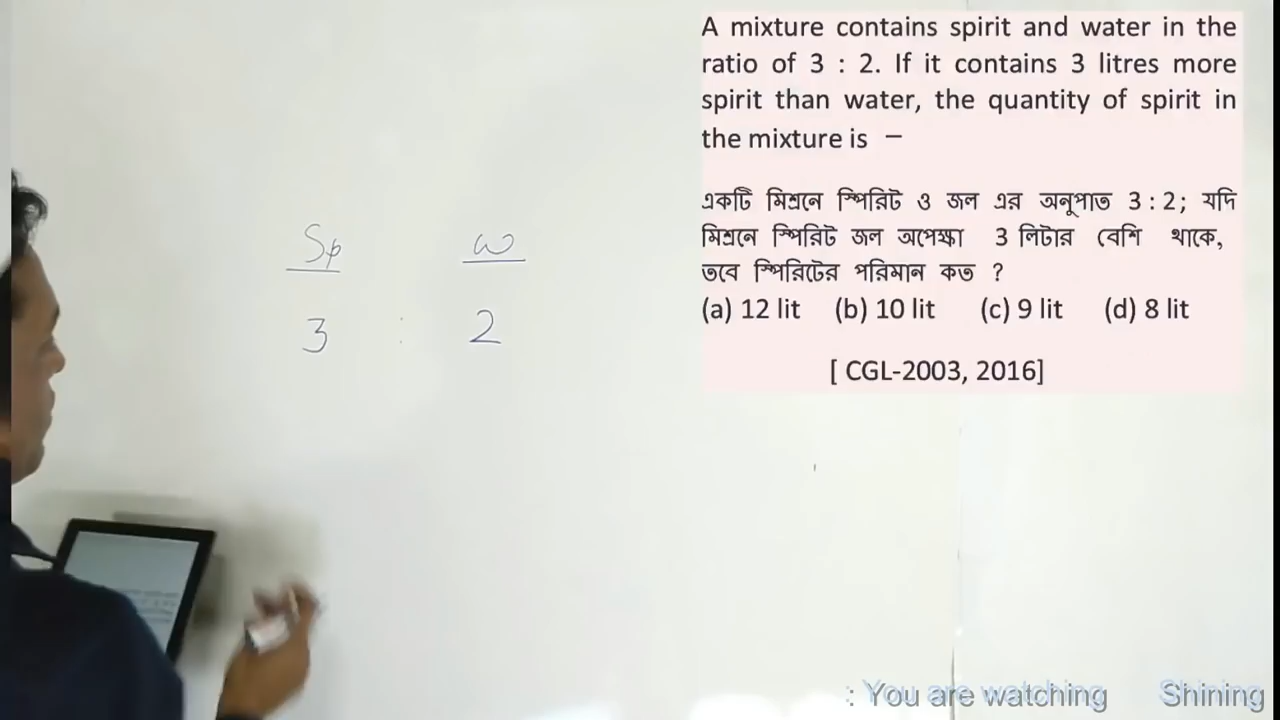 A mixture contains spirit and water in the
ratio of 3 : 2. If it contains 3 litres more
spirit than water, the quantity of spirit in
the mixture is –
একটি মিশ্রনে স্পিরিট ও জল এর অনুপাত 3 : 2; যদি
মিশ্রনে স্পিরিট জল অপেক্ষা 3 লিটার বেশি থাকে,
তবে স্পিরিটের পরিমান কত ?
(a) 12 lit (b) 10 lit (c) 9 lit (d) 8 lit
[ CGL-2003, 2016]
Sp w
3 : 2
: You are watching Shining